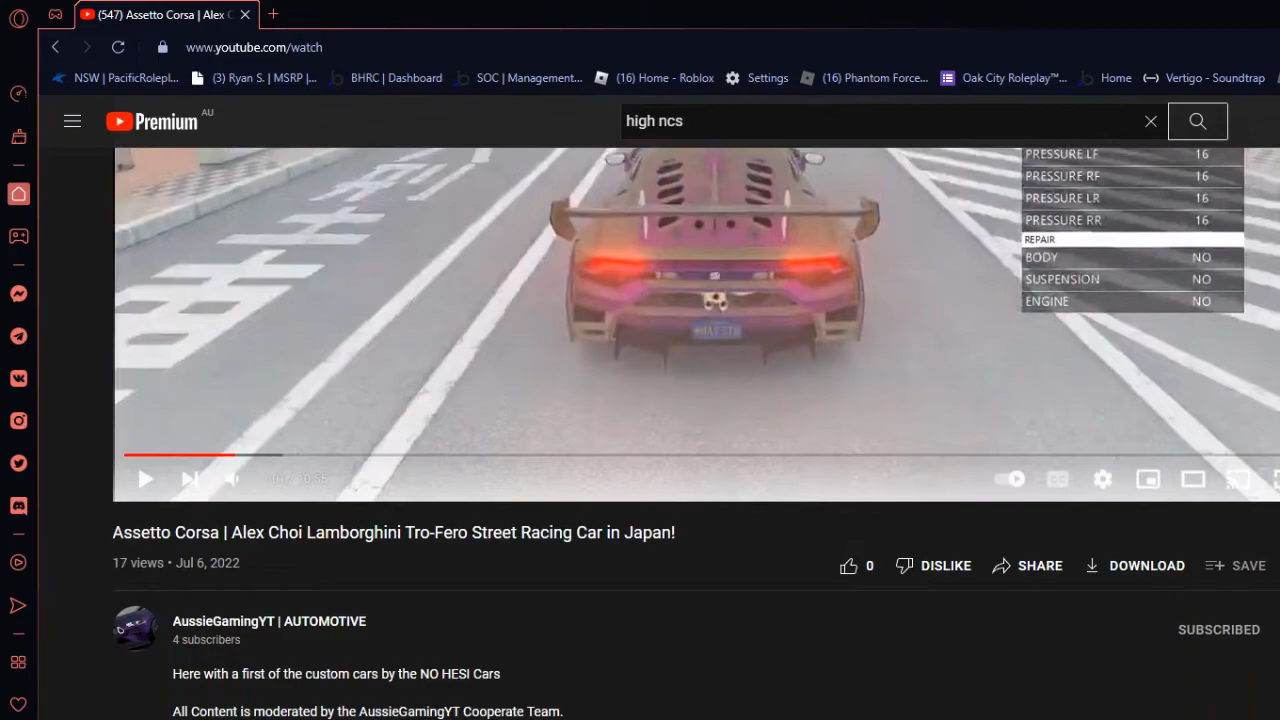 (547) Assetto Corsa | Alex C
www.youtube.com/watch
NSW | PacificRolepl... (3) Ryan S. | MSRP |... BHRC | Dashboard SOC | Management... (16) Home - Roblox Settings (16) Phantom Force... Oak City Roleplay™... Home Vertigo - Soundtrap
Premium AU
high ncs
PRESSURE LF 16
PRESSURE RF 16
PRESSURE LR 16
PRESSURE RR 16
REPAIR
BODY NO
SUSPENSION NO
ENGINE NO
Assetto Corsa | Alex Choi Lamborghini Tro-Fero Street Racing Car in Japan!
17 views • Jul 6, 2022
0 DISLIKE SHARE DOWNLOAD SAVE
AussieGamingYT | AUTOMOTIVE
4 subscribers
SUBSCRIBED
Here with a first of the custom cars by the NO HESI Cars
All Content is moderated by the AussieGamingYT Cooperate Team.